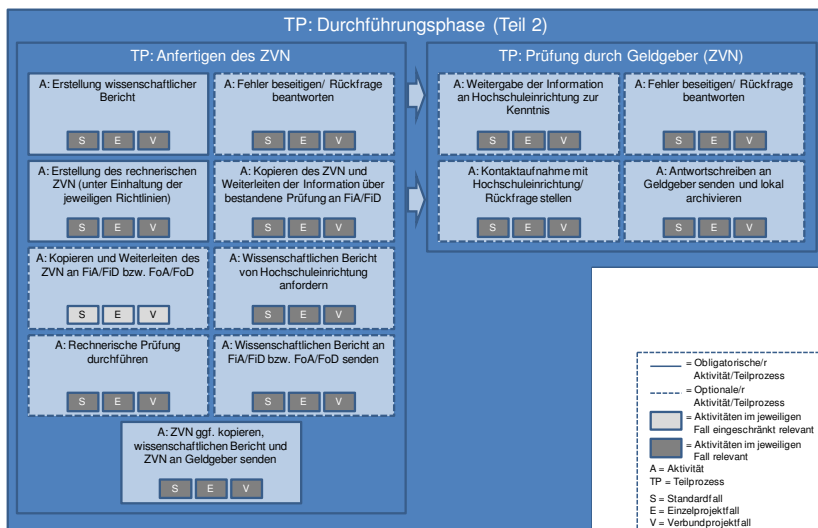 TP: Durchführungsphase (Teil 2)
TP: Anfertigen des ZVN
A: Erstellung wissenschaftlicher
Bericht
S E V
A: Fehler beseitigen/ Rückfrage
beantworten
S E V
A: Erstellung des rechnerischen
ZVN (unter Einhaltung der
jeweiligen Richtlinien)
S E V
A: Kopieren des ZVN und
Weiterleiten der Information über
bestandene Prüfung an FiA/FiD
S E V
A: Kopieren und Weiterleiten des
ZVN an FiA/FiD bzw. FoA/FoD
S E V
A: Wissenschaftlichen Bericht
von Hochschuleinrichtung
anfordern
S E V
A: Rechnerische Prüfung
durchführen
S E V
A: Wissenschaftlichen Bericht an
FiA/FiD bzw. FoA/FoD senden
S E V
A: ZVN ggf. kopieren,
wissenschaftlichen Bericht und
ZVN an Geldgeber senden
S E V
TP: Prüfung durch Geldgeber (ZVN)
A: Weitergabe der Information
an Hochschuleinrichtung zur
Kenntnis
S E V
A: Fehler beseitigen/ Rückfrage
beantworten
S E V
A: Kontaktaufnahme mit
Hochschuleinrichtung/
Rückfrage stellen
S E V
A: Antwortschreiben an
Geldgeber senden und lokal
archivieren
S E V
= Obligatorische/r
Aktivität/Teilprozess
= Optionale/r
Aktivität/Teilprozess
= Aktivitäten im jeweiligen
Fall eingeschränkt relevant
= Aktivitäten im jeweiligen
Fall relevant
A = Aktivität
TP = Teilprozess
S = Standardfall
E = Einzelprojektfall
V = Verbundprojektfall